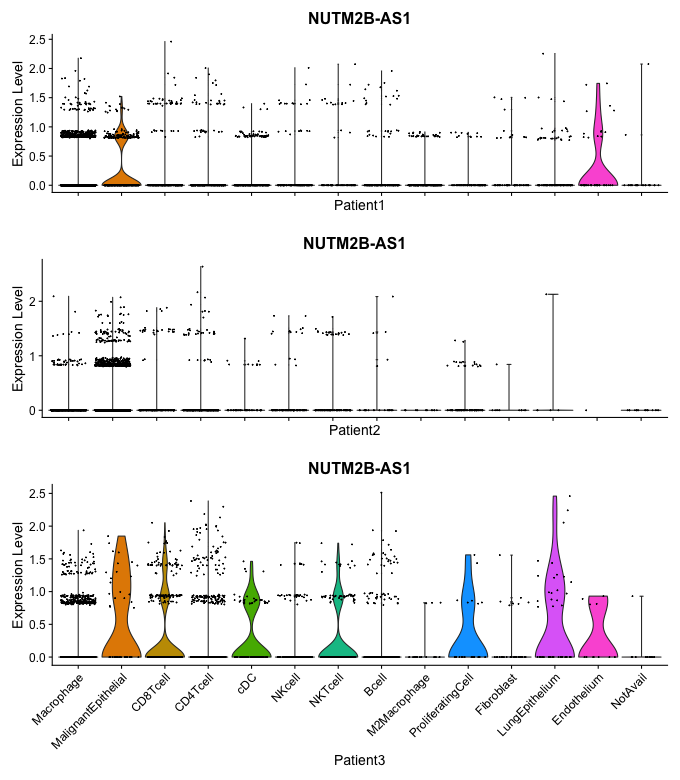 NUTM2B-AS1
Expression Level
2.5
2.0
1.5
1.0
0.5
0.0
Patient1
NUTM2B-AS1
Expression Level
2
1
0
Patient2
NUTM2B-AS1
Expression Level
2.5
2.0
1.5
1.0
0.5
0.0
Macrophage
MalignantEpithelial
CD8Tcell
CD4Tcell
cDC
NKcell
NKTcell
Bcell
M2Macrophage
ProliferatingCell
Fibroblast
LungEpithelium
Endothelium
NotAvail
Patient3